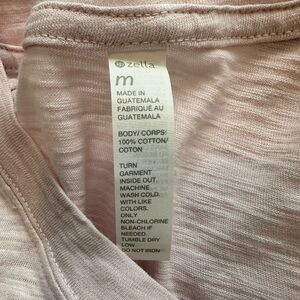 zella
m
MADE IN
GUATEMALA
FABRIQUÉ AU
GUATEMALA
BODY/ CORPS:
100% COTTON/
COTON
TURN
GARMENT
INSIDE OUT.
MACHINE
WASH COLD.
WITH LIKE
COLORS.
ONLY
NON-CHLORINE
BLEACH IF
NEEDED.
TUMBLE DRY
LOW.
DO NOT IRON